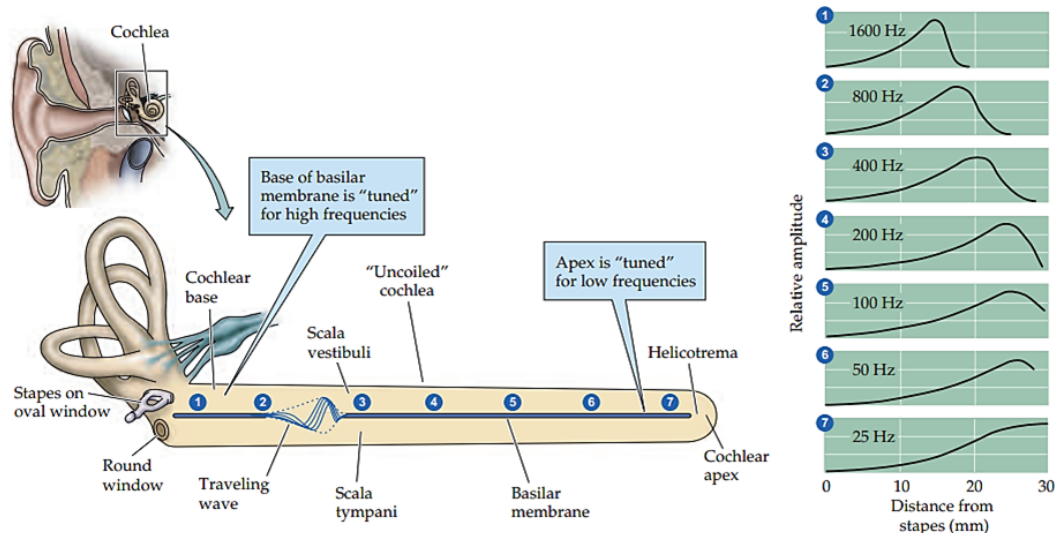 Cochlea
Base of basilar
membrane is “tuned”
for high frequencies
Cochlear
base
“Uncoiled”
cochlea
Apex is “tuned”
for low frequencies
Scala
vestibuli
Helicotrema
Stapes on
oval window
1
2
3
4
5
6
7
Round
window
Traveling
wave
Scala
tympani
Basilar
membrane
Cochlear
apex
Relative amplitude
1
1600 Hz
2
800 Hz
3
400 Hz
4
200 Hz
5
100 Hz
6
50 Hz
7
25 Hz
0
10
20
30
Distance from
stapes (mm)